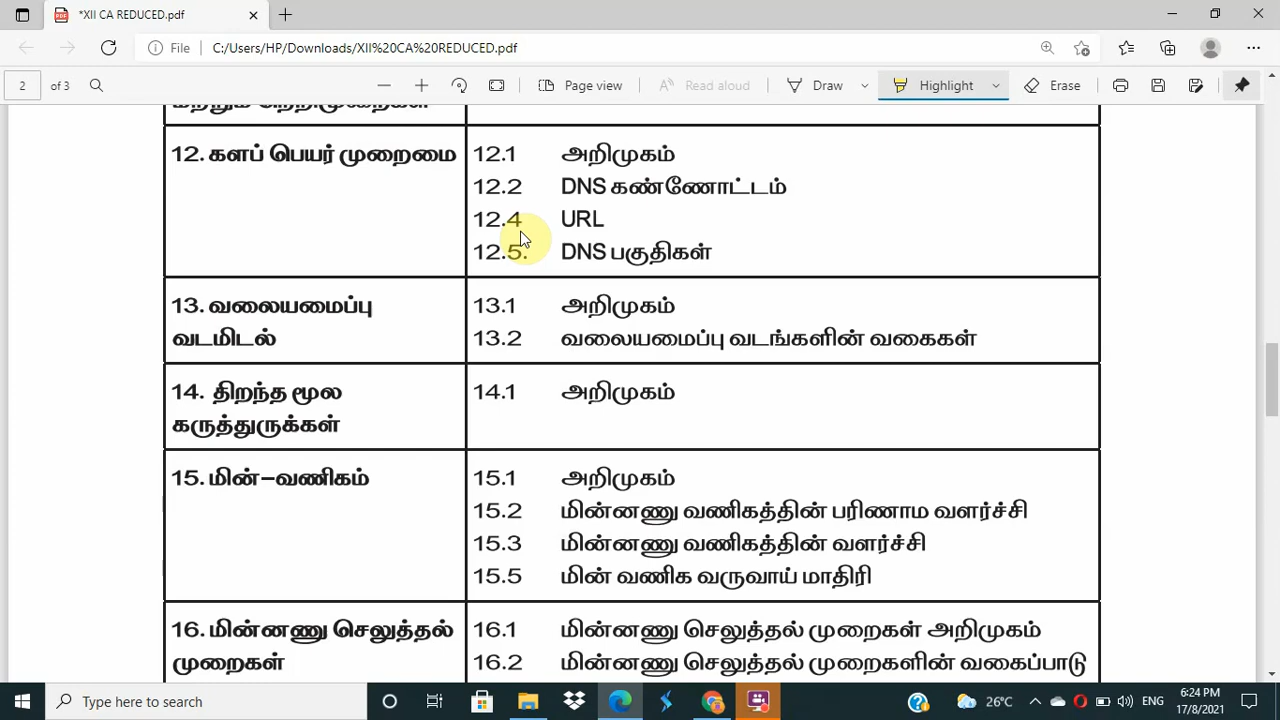 *XII CA REDUCED.pdf
File C:/Users/HP/Downloads/XII%20CA%20REDUCED.pdf
2 of 3 Page view Read aloud Draw Highlight Erase
மற்றும் நெறிமுறைகள்
12. களப் பெயர் முறைமை 12.1 அறிமுகம்
12.2 DNS கண்ணோட்டம்
12.4 URL
12.5. DNS பகுதிகள்
13. வலையமைப்பு 13.1 அறிமுகம்
வடமிடல் 13.2 வலையமைப்பு வடங்களின் வகைகள்
14. திறந்த மூல 14.1 அறிமுகம்
கருத்துருக்கள்
15. மின்-வணிகம் 15.1 அறிமுகம்
15.2 மின்னணு வணிகத்தின் பரிணாம வளர்ச்சி
15.3 மின்னணு வணிகத்தின் வளர்ச்சி
15.5 மின் வணிக வருவாய் மாதிரி
16. மின்னணு செலுத்தல் 16.1 மின்னணு செலுத்தல் முறைகள் அறிமுகம்
முறைகள் 16.2 மின்னணு செலுத்தல் முறைகளின் வகைப்பாடு
Type here to search 26°C ENG 6:24 PM
17/8/2021